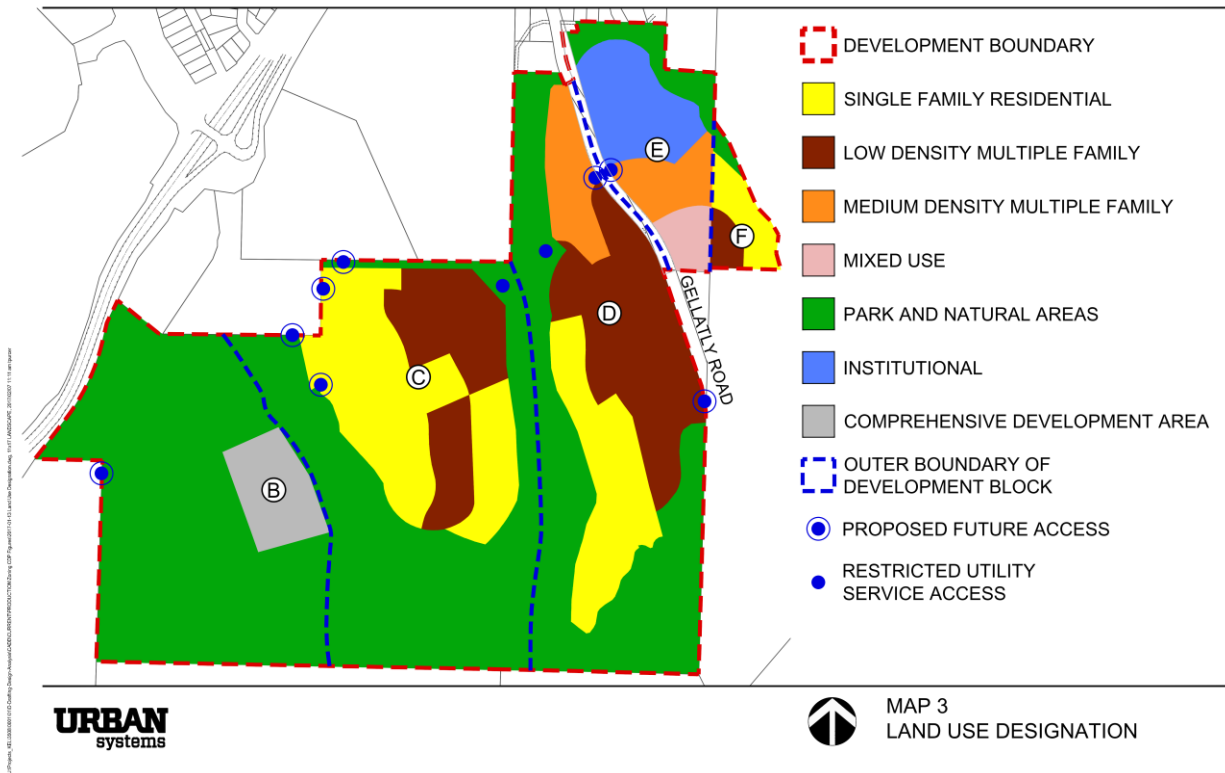 DEVELOPMENT BOUNDARY
SINGLE FAMILY RESIDENTIAL
LOW DENSITY MULTIPLE FAMILY
MEDIUM DENSITY MULTIPLE FAMILY
MIXED USE
PARK AND NATURAL AREAS
INSTITUTIONAL
COMPREHENSIVE DEVELOPMENT AREA
OUTER BOUNDARY OF
DEVELOPMENT BLOCK
PROPOSED FUTURE ACCESS
RESTRICTED UTILITY
SERVICE ACCESS
E
F
D
C
B
GELLATLY ROAD
URBAN
systems
MAP 3
LAND USE DESIGNATION